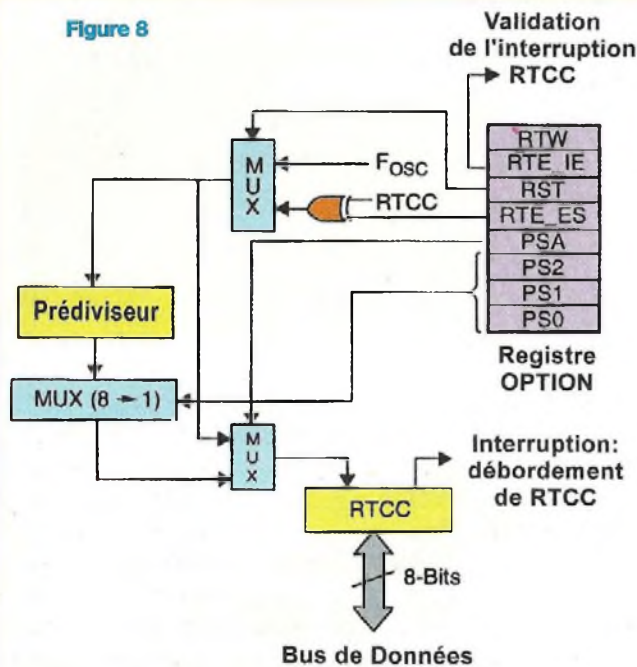 Figure 8
Validation
de l'interruption
RTCC
MUX
FOSC
RTCC
RTW
RTE_IE
RST
RTE_ES
PSA
PS2
PS1
PS0
Registre
OPTION
Prédiviseur
MUX (8 → 1)
MUX
Interruption:
débordement
de RTCC
RTCC
8-Bits
Bus de Données